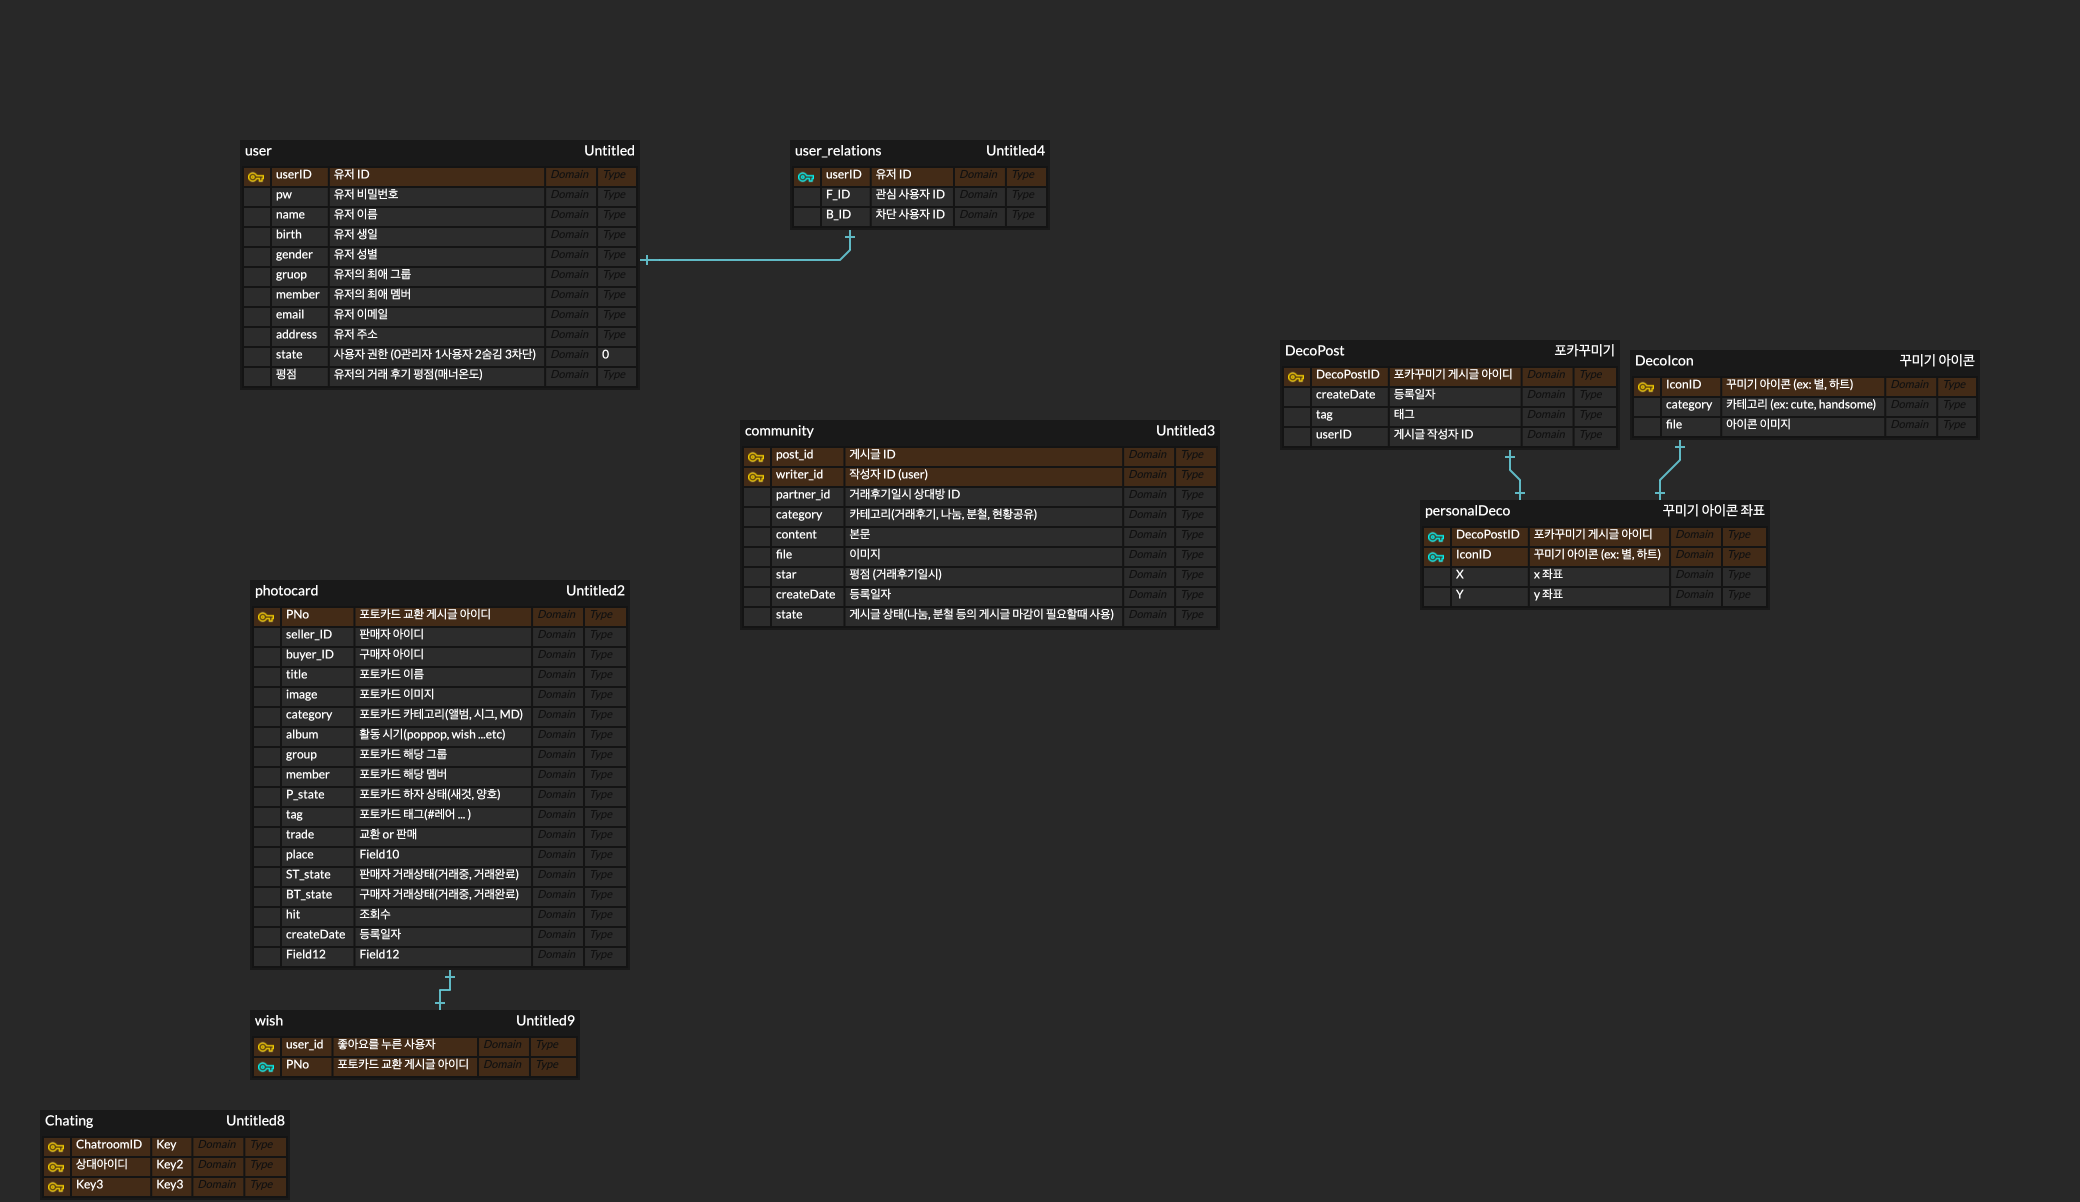 user Untitled
userID 유저 ID Domain Type
pw 유저 비밀번호 Domain Type
name 유저 이름 Domain Type
birth 유저 생일 Domain Type
gender 유저 성별 Domain Type
gruop 유저의 최애 그룹 Domain Type
member 유저의 최애 멤버 Domain Type
email 유저 이메일 Domain Type
address 유저 주소 Domain Type
state 사용자 권한 (0관리자 1사용자 2숨김 3차단) Domain 0
평점 유저의 거래 후기 평점(매너온도) Domain Type
user_relations Untitled4
userID 유저 ID Domain Type
F_ID 관심 사용자 ID Domain Type
B_ID 차단 사용자 ID Domain Type
DecoPost 포카꾸미기
DecoPostID 포카꾸미기 게시글 아이디 Domain Type
createDate 등록일자 Domain Type
tag 태그 Domain Type
userID 게시글 작성자 ID Domain Type
DecoIcon 꾸미기 아이콘
IconID 꾸미기 아이콘 (ex: 별, 하트) Domain Type
category 카테고리 (ex: cute, handsome) Domain Type
file 아이콘 이미지 Domain Type
community Untitled3
post_id 게시글 ID Domain Type
writer_id 작성자 ID (user) Domain Type
partner_id 거래후기일시 상대방 ID Domain Type
category 카테고리(거래후기, 나눔, 분철, 현황공유) Domain Type
content 본문 Domain Type
file 이미지 Domain Type
star 평점 (거래후기일시) Domain Type
createDate 등록일자 Domain Type
state 게시글 상태(나눔, 분철 등의 게시글 마감이 필요할때 사용) Domain Type
personalDeco 꾸미기 아이콘 좌표
DecoPostID 포카꾸미기 게시글 아이디 Domain Type
IconID 꾸미기 아이콘 (ex: 별, 하트) Domain Type
X x 좌표 Domain Type
Y y 좌표 Domain Type
photocard Untitled2
PNo 포토카드 교환 게시글 아이디 Domain Type
seller_ID 판매자 아이디 Domain Type
buyer_ID 구매자 아이디 Domain Type
title 포토카드 이름 Domain Type
image 포토카드 이미지 Domain Type
category 포토카드 카테고리(앨범, 시그, MD) Domain Type
album 활동 시기(poppop, wish ...etc) Domain Type
group 포토카드 해당 그룹 Domain Type
member 포토카드 해당 멤버 Domain Type
P_state 포토카드 하자 상태(새것, 양호) Domain Type
tag 포토카드 태그(#레어 ... ) Domain Type
trade 교환 or 판매 Domain Type
place Field10 Domain Type
ST_state 판매자 거래상태(거래중, 거래완료) Domain Type
BT_state 구매자 거래상태(거래중, 거래완료) Domain Type
hit 조회수 Domain Type
createDate 등록일자 Domain Type
Field12 Field12 Domain Type
wish Untitled9
user_id 좋아요를 누른 사용자 Domain Type
PNo 포토카드 교환 게시글 아이디 Domain Type
Chating Untitled8
ChatroomID Key Domain Type
상대아이디 Key2 Domain Type
Key3 Key3 Domain Type